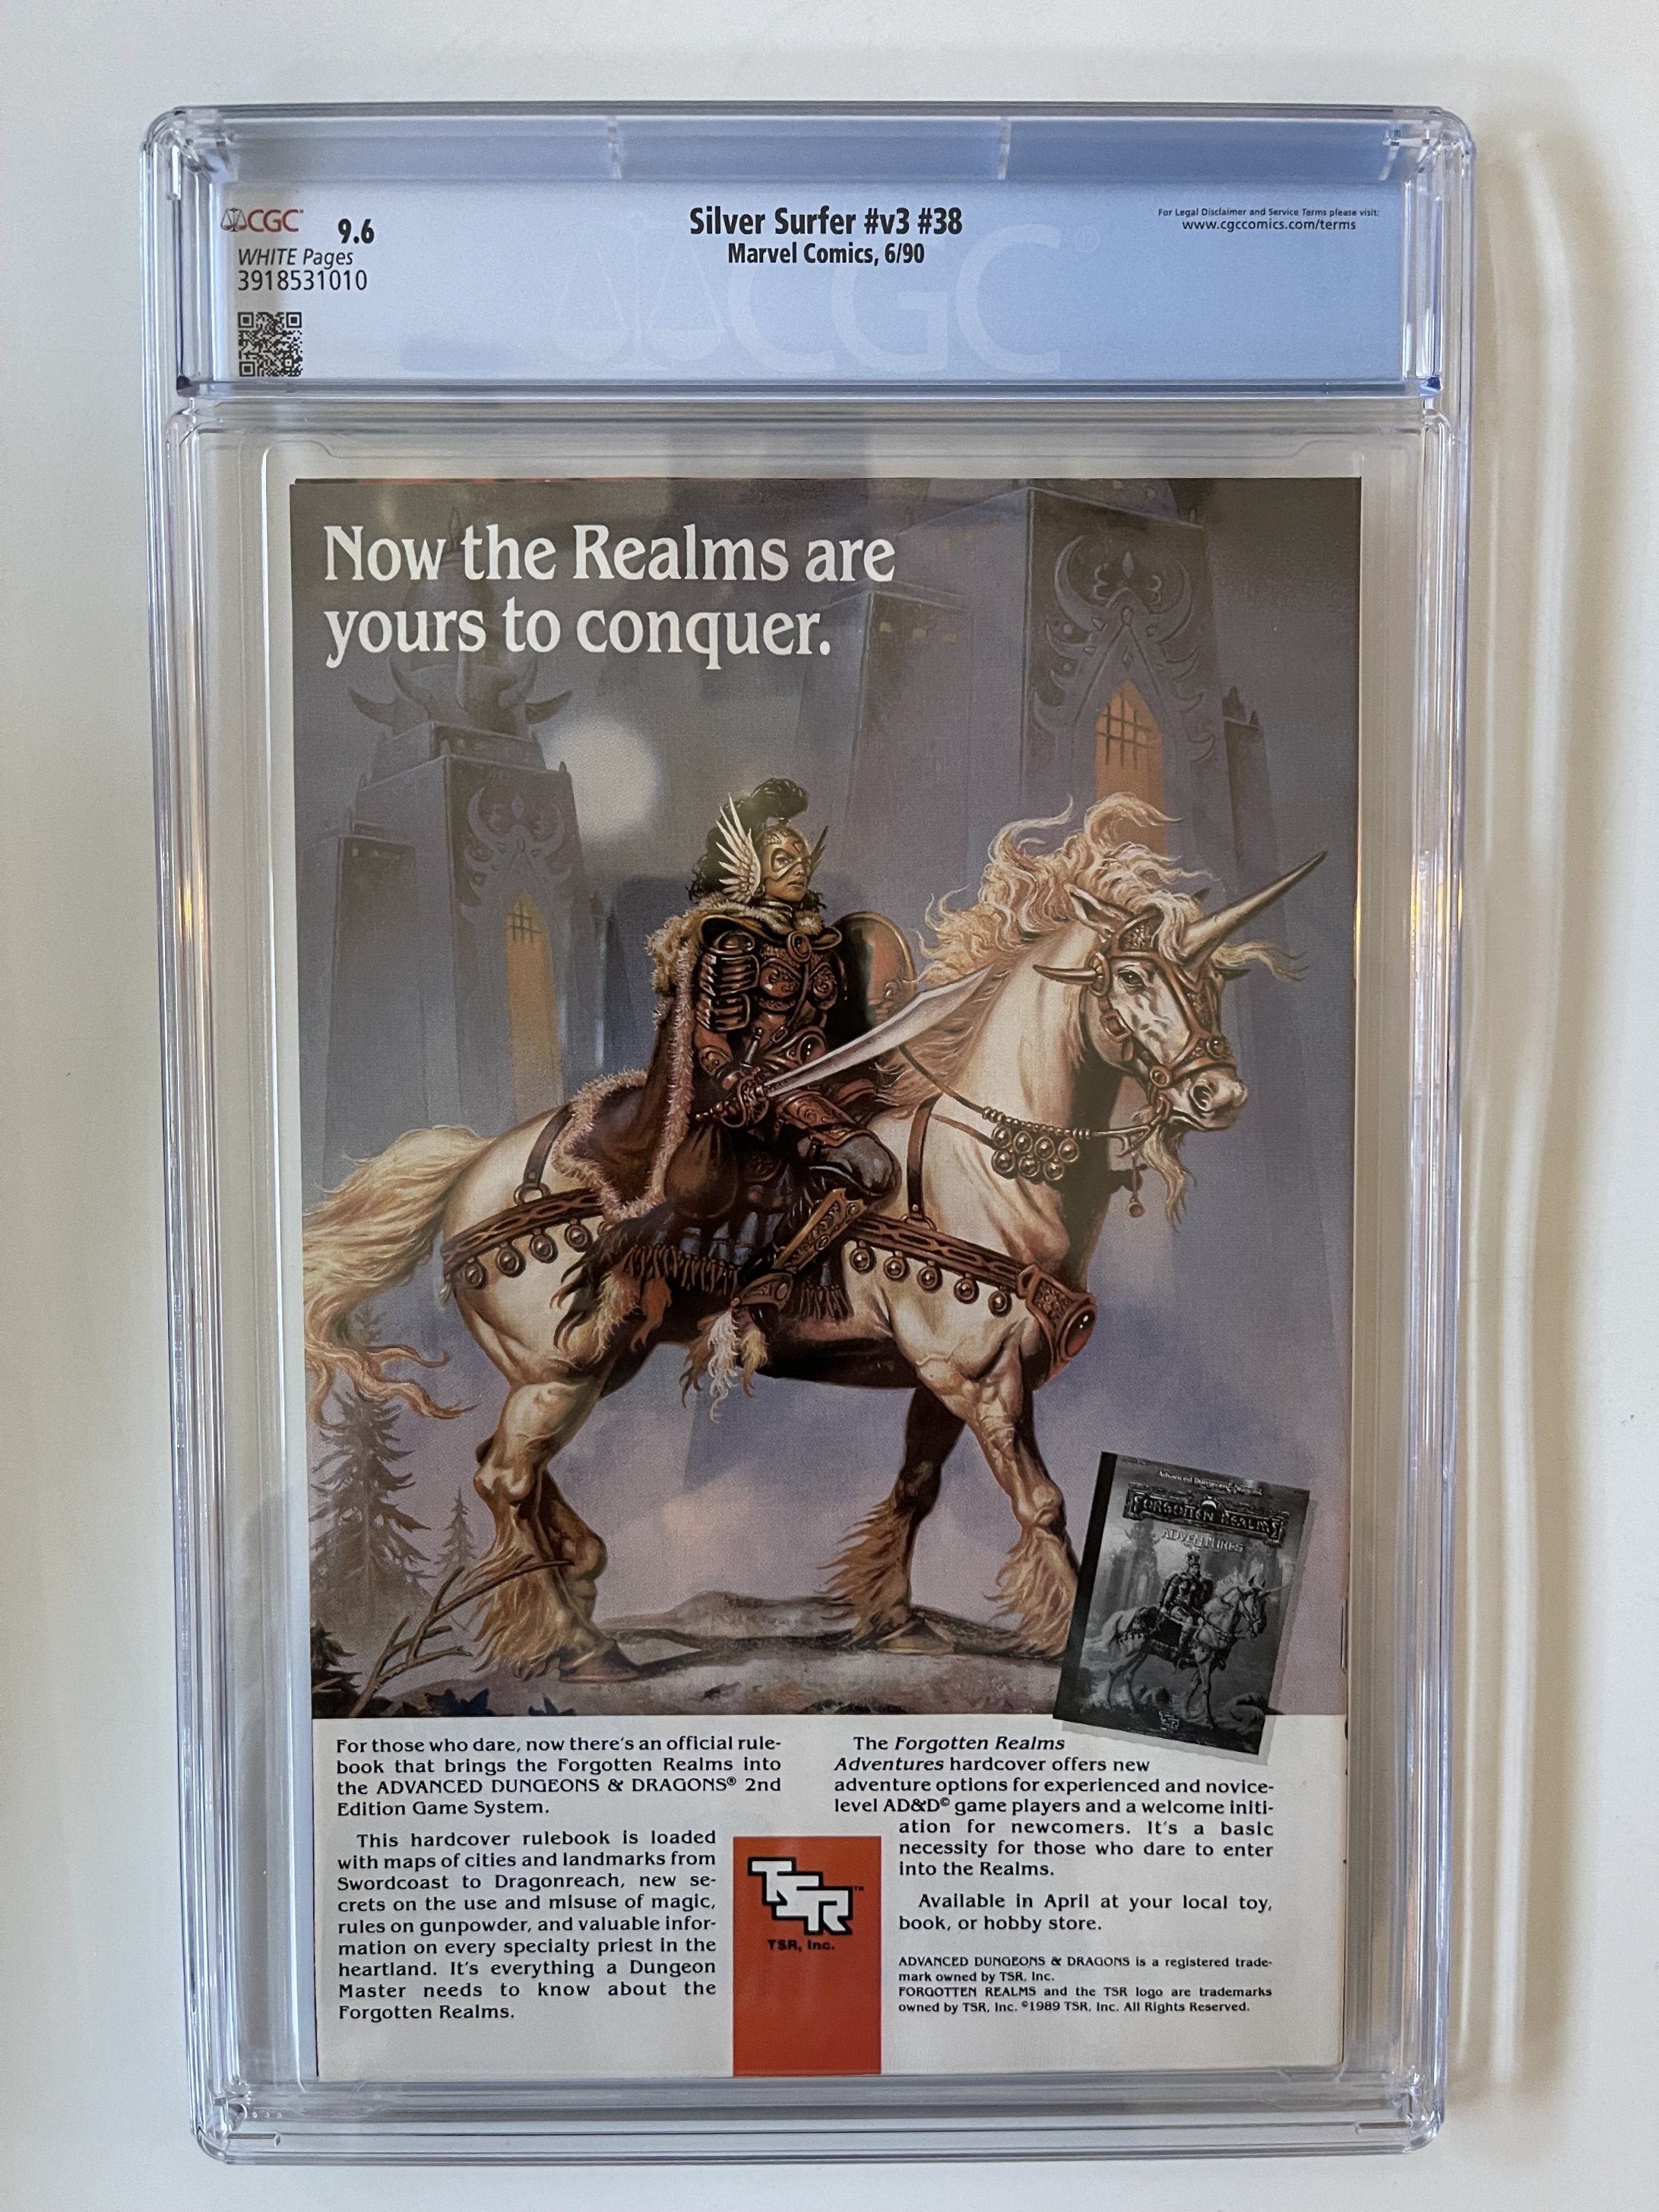 CGC 9.6
WHITE Pages
3918531010
Silver Surfer #v3 #38
Marvel Comics, 6/90
For Legal Disclaimer and Service Terms please visit:
www.cgccomics.com/terms
CGC®
Now the Realms are
yours to conquer.
Advanced Dungeons & Dragons
FORGOTTEN REALMS
ADVENTURES
For those who dare, now there's an official rule-
book that brings the Forgotten Realms into
the ADVANCED DUNGEONS & DRAGONS® 2nd
Edition Game System.
This hardcover rulebook is loaded
with maps of cities and landmarks from
Swordcoast to Dragonreach, new se-
crets on the use and misuse of magic,
rules on gunpowder, and valuable infor-
mation on every specialty priest in the
heartland. It's everything a Dungeon
Master needs to know about the
Forgotten Realms.
TSR™
TSR, Inc.
The Forgotten Realms
Adventures hardcover offers new
adventure options for experienced and novice-
level AD&D© game players and a welcome initi-
ation for newcomers. It's a basic
necessity for those who dare to enter
into the Realms.
Available in April at your local toy,
book, or hobby store.
ADVANCED DUNGEONS & DRAGONS is a registered trade-
mark owned by TSR, Inc.
FORGOTTEN REALMS and the TSR logo are trademarks
owned by TSR, Inc. ©1989 TSR, Inc. All Rights Reserved.